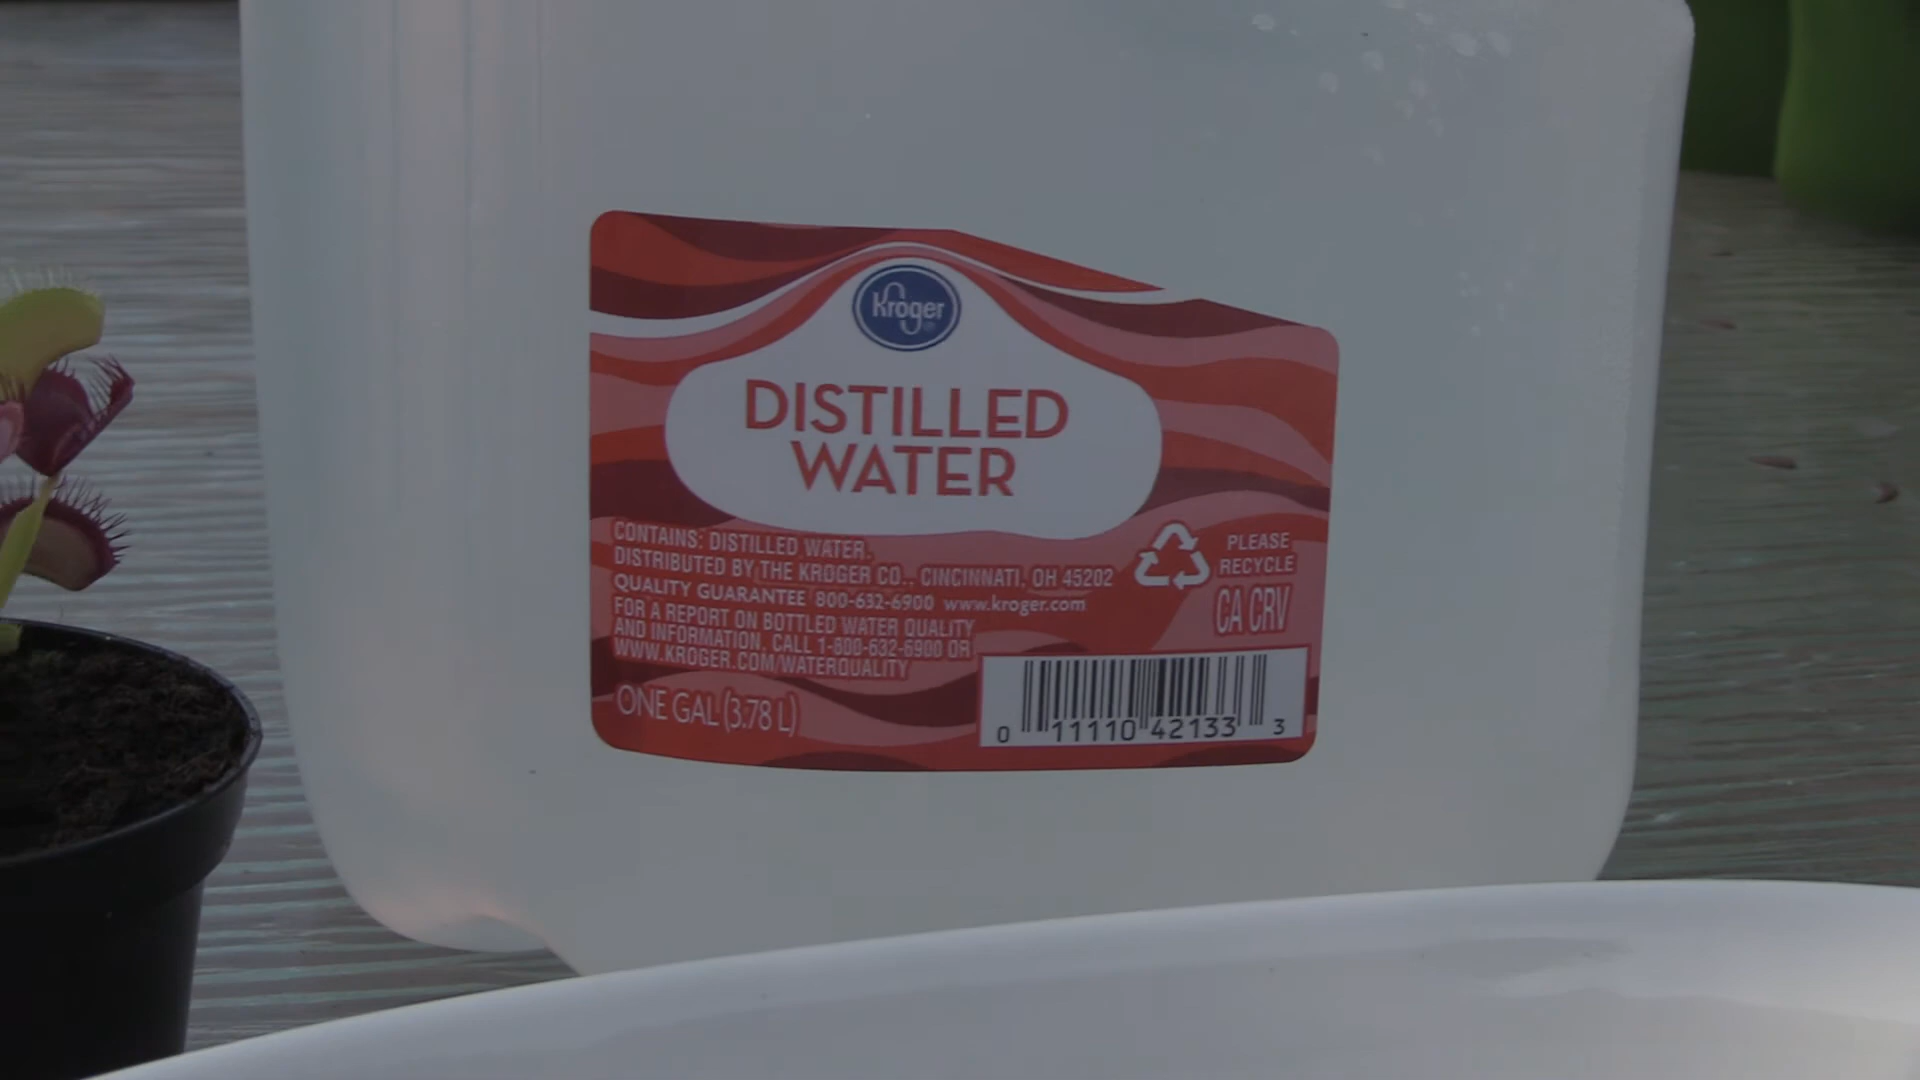 Kroger
DISTILLED
WATER
CONTAINS: DISTILLED WATER.
DISTRIBUTED BY THE KROGER CO., CINCINNATI, OH 45202
QUALITY GUARANTEE 800-632-6900 www.kroger.com
FOR A REPORT ON BOTTLED WATER QUALITY
AND INFORMATION, CALL 1-800-632-6900 OR
WWW.KROGER.COM/WATERQUALITY
ONE GAL (3.78 L)
PLEASE
RECYCLE
CA CRV
0 11110 42133 3